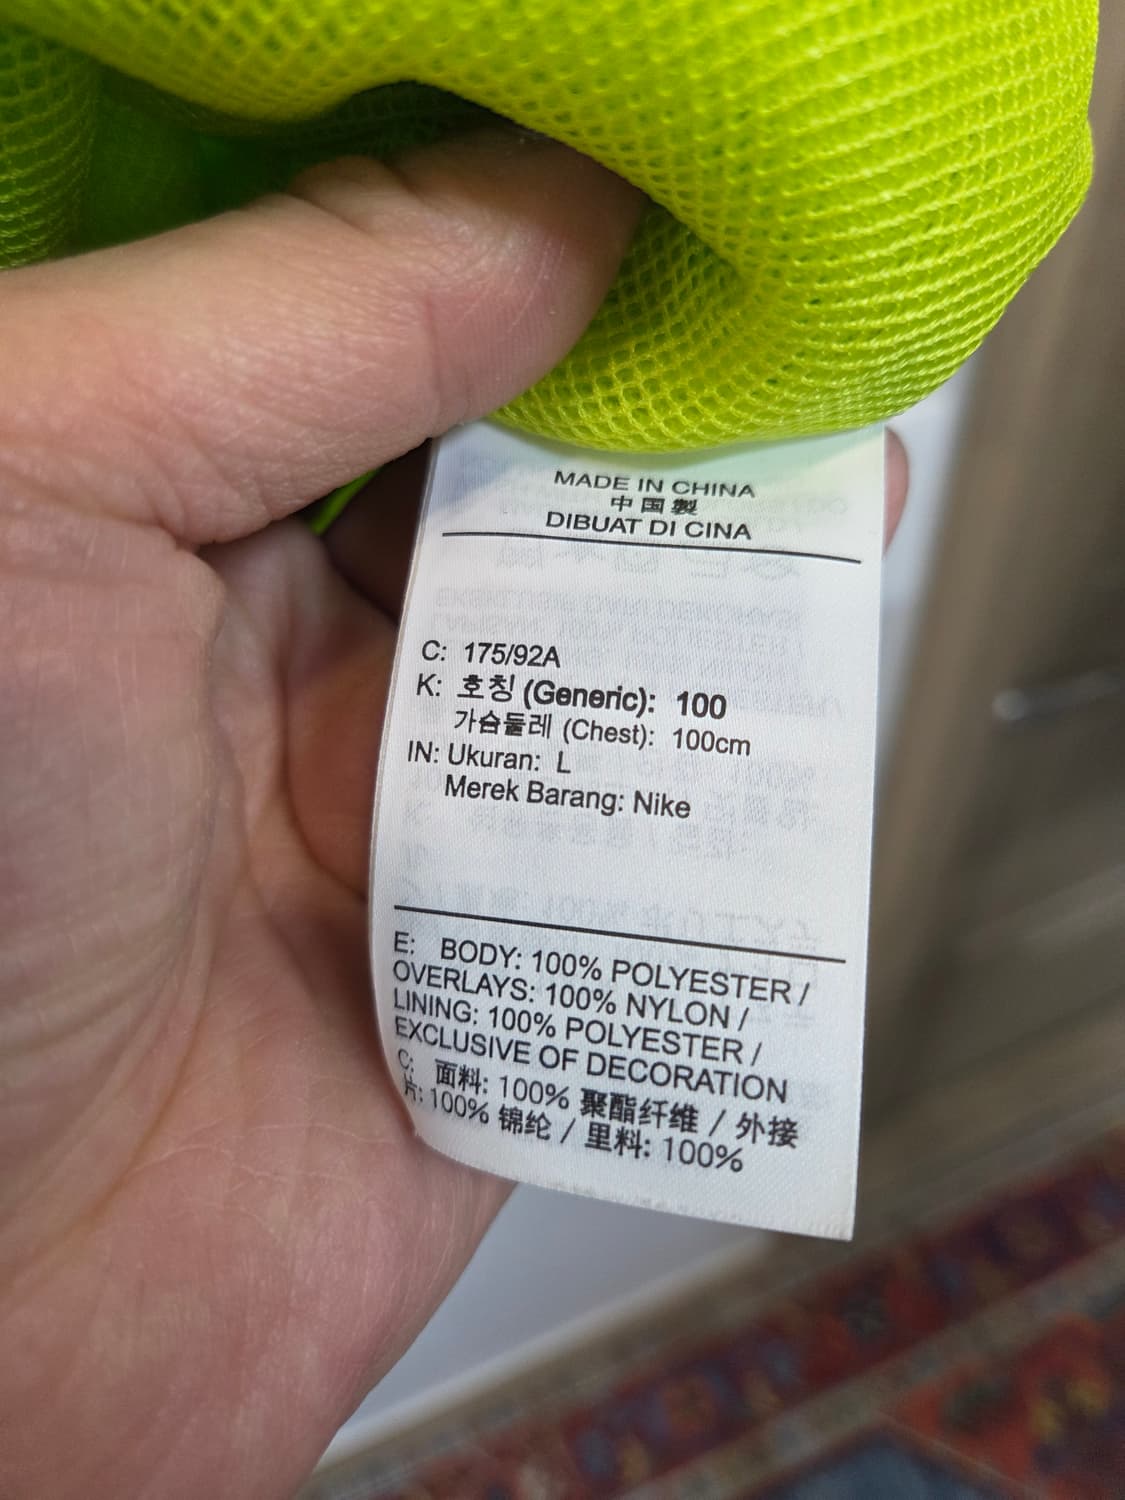 MADE IN CHINA
中国製
DIBUAT DI CINA
C: 175/92A
K: 호칭 (Generic): 100
가슴둘레 (Chest): 100cm
IN: Ukuran: L
Merek Barang: Nike
E: BODY: 100% POLYESTER /
OVERLAYS: 100% NYLON /
LINING: 100% POLYESTER /
EXCLUSIVE OF DECORATION
C: 面料: 100% 聚酯纤维 / 外接
片: 100% 锦纶 / 里料: 100%